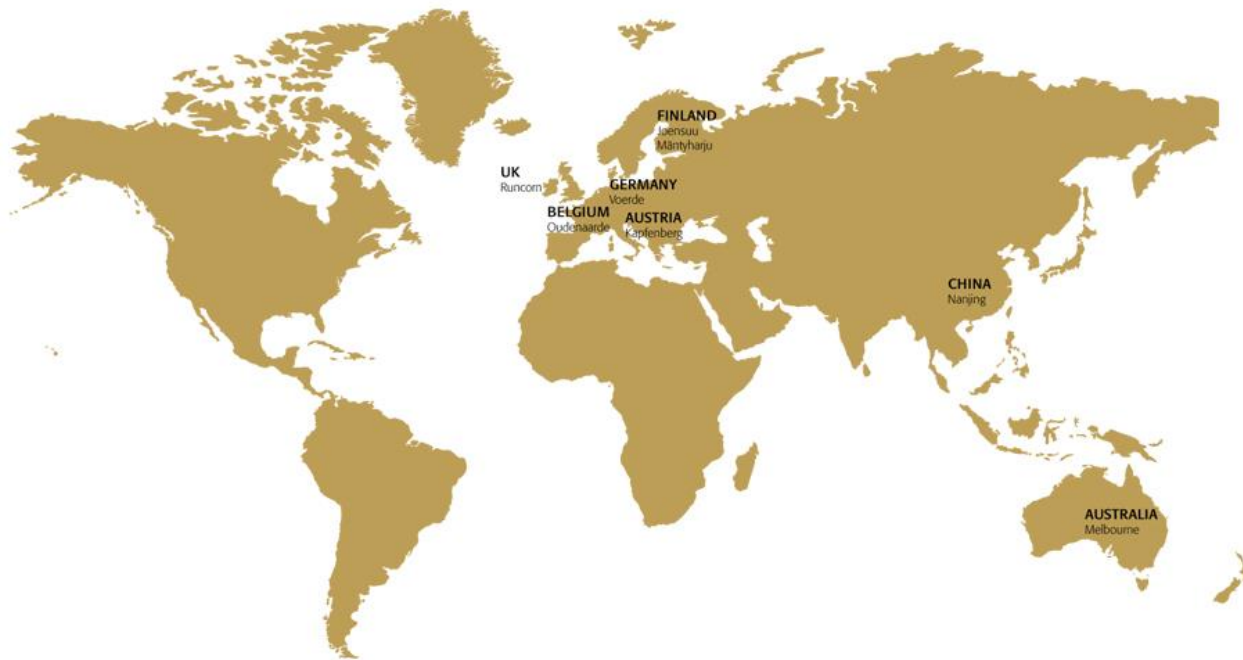 FINLAND
Joensuu
Mäntyharju
UK
Runcorn
GERMANY
Voerde
BELGIUM
Oudenaarde
AUSTRIA
Kapfenberg
CHINA
Nanjing
AUSTRALIA
Melbourne